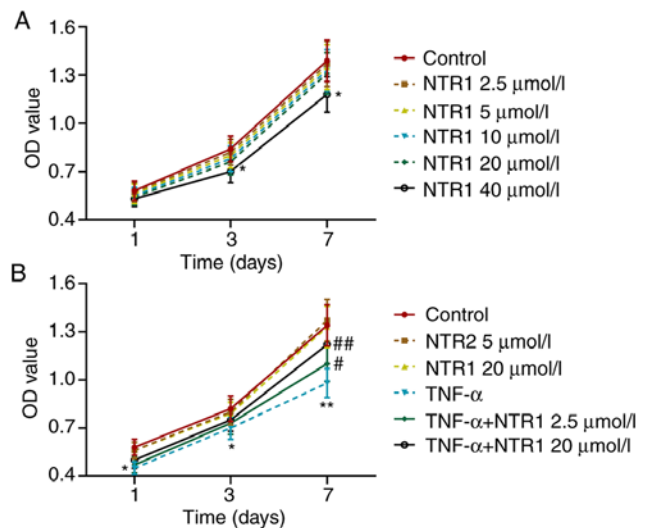 A
1.6
1.3
1.0
0.7
0.4
OD value
1
3
7
Time (days)
*
*
Control
NTR1 2.5 μmol/l
NTR1 5 μmol/l
NTR1 10 μmol/l
NTR1 20 μmol/l
NTR1 40 μmol/l
B
1.6
1.3
1.0
0.7
0.4
OD value
1
3
7
Time (days)
*
*
**
##
#
Control
NTR2 5 μmol/l
NTR1 20 μmol/l
TNF-α
TNF-α+NTR1 2.5 μmol/l
TNF-α+NTR1 20 μmol/l